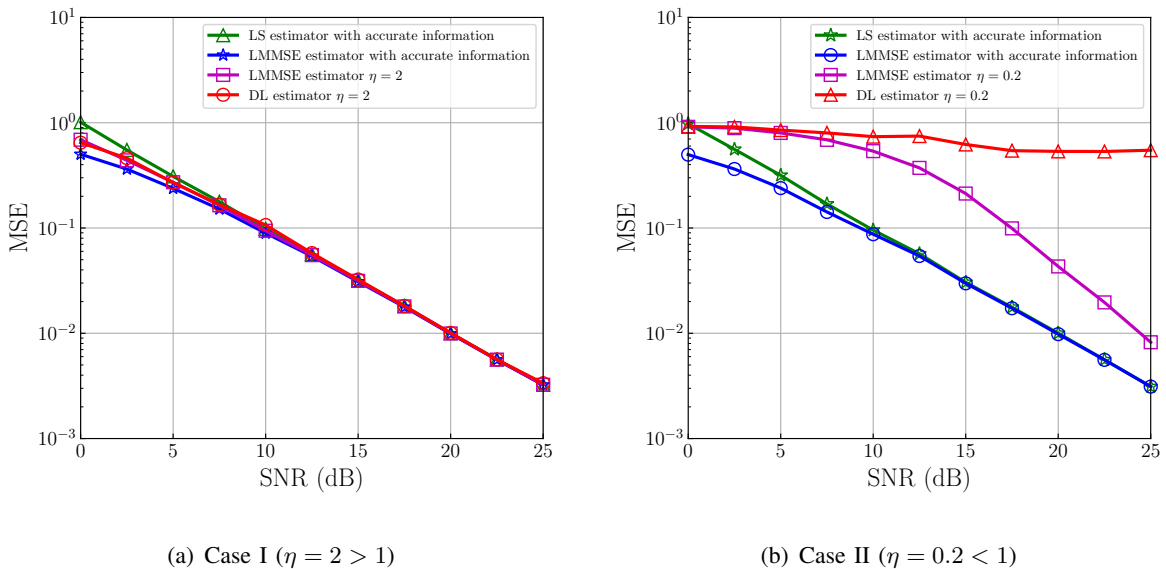 LS estimator with accurate information
LMMSE estimator with accurate information
LMMSE estimator η = 2
DL estimator η = 2
MSE
10^1
10^0
10^{-1}
10^{-2}
10^{-3}
0 5 10 15 20 25
SNR (dB)
(a) Case I (η = 2 > 1)
LS estimator with accurate information
LMMSE estimator with accurate information
LMMSE estimator η = 0.2
DL estimator η = 0.2
MSE
10^1
10^0
10^{-1}
10^{-2}
10^{-3}
0 5 10 15 20 25
SNR (dB)
(b) Case II (η = 0.2 < 1)